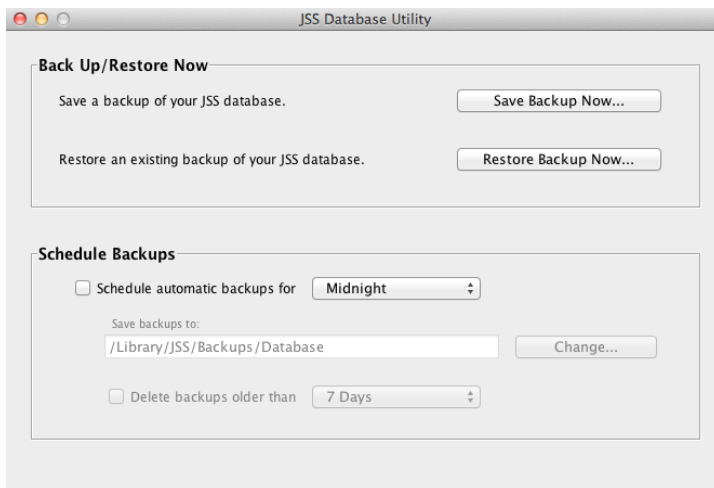 JSS Database Utility
Back Up/Restore Now
Save a backup of your JSS database.
Save Backup Now...
Restore an existing backup of your JSS database.
Restore Backup Now...
Schedule Backups
Schedule automatic backups for
Midnight
Save backups to:
/Library/JSS/Backups/Database
Change...
Delete backups older than
7 Days